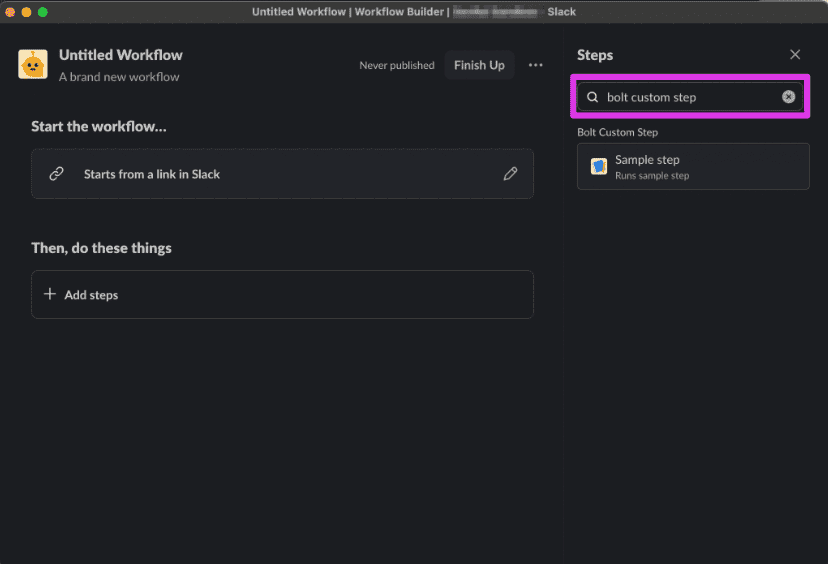 Untitled Workflow | Workflow Builder | - Slack
Untitled Workflow
A brand new workflow
Never published
Finish Up
Steps
bolt custom step
Start the workflow...
Bolt Custom Step
Sample step
Runs sample step
Starts from a link in Slack
Then, do these things
Add steps